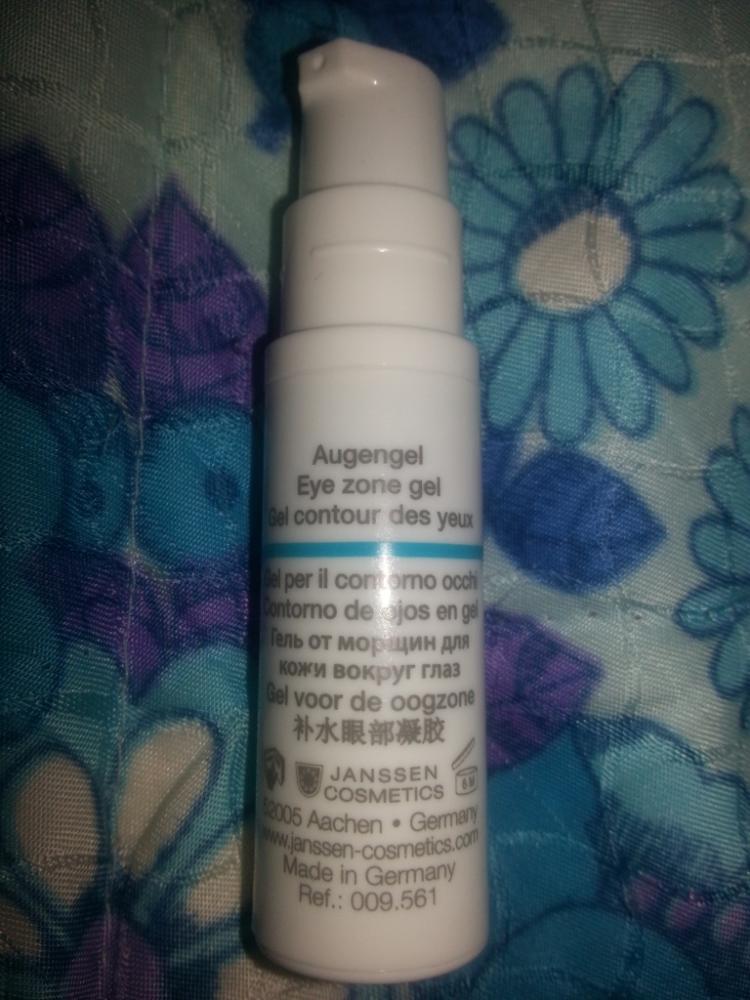 Augengel
Eye zone gel
Gel contour des yeux
Gel per il contorno occhi
Contorno de ojos en gel
Гель от морщин для
кожи вокруг глаз
Gel voor de oogzone
补水眼部凝胶
JANSSEN
COSMETICS
6 M
52005 Aachen • Germany
www.janssen-cosmetics.com
Made in Germany
Ref.: 009.561